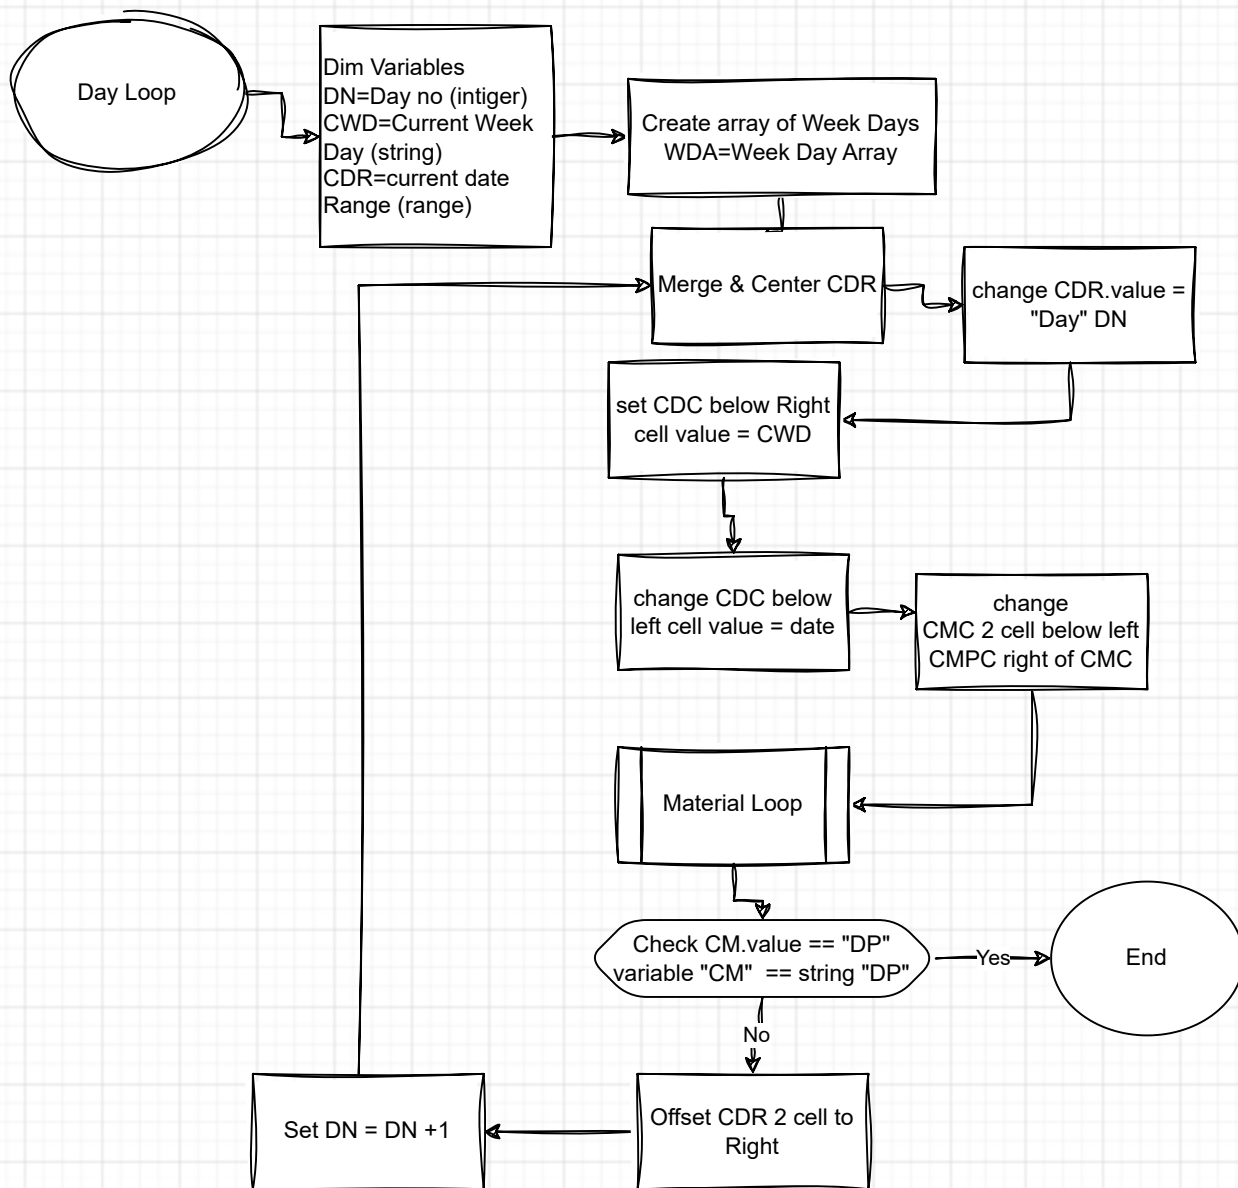 Day Loop
Dim Variables
DN=Day no (intiger)
CWD=Current Week
Day (string)
CDR=current date
Range (range)
Create array of Week Days
WDA=Week Day Array
Merge & Center CDR
change CDR.value =
"Day" DN
set CDC below Right
cell value = CWD
change CDC below
left cell value = date
change
CMC 2 cell below left
CMPC right of CMC
Material Loop
Check CM.value == "DP"
variable "CM"  == string "DP"
Yes
End
No
Offset CDR 2 cell to
Right
Set DN = DN +1